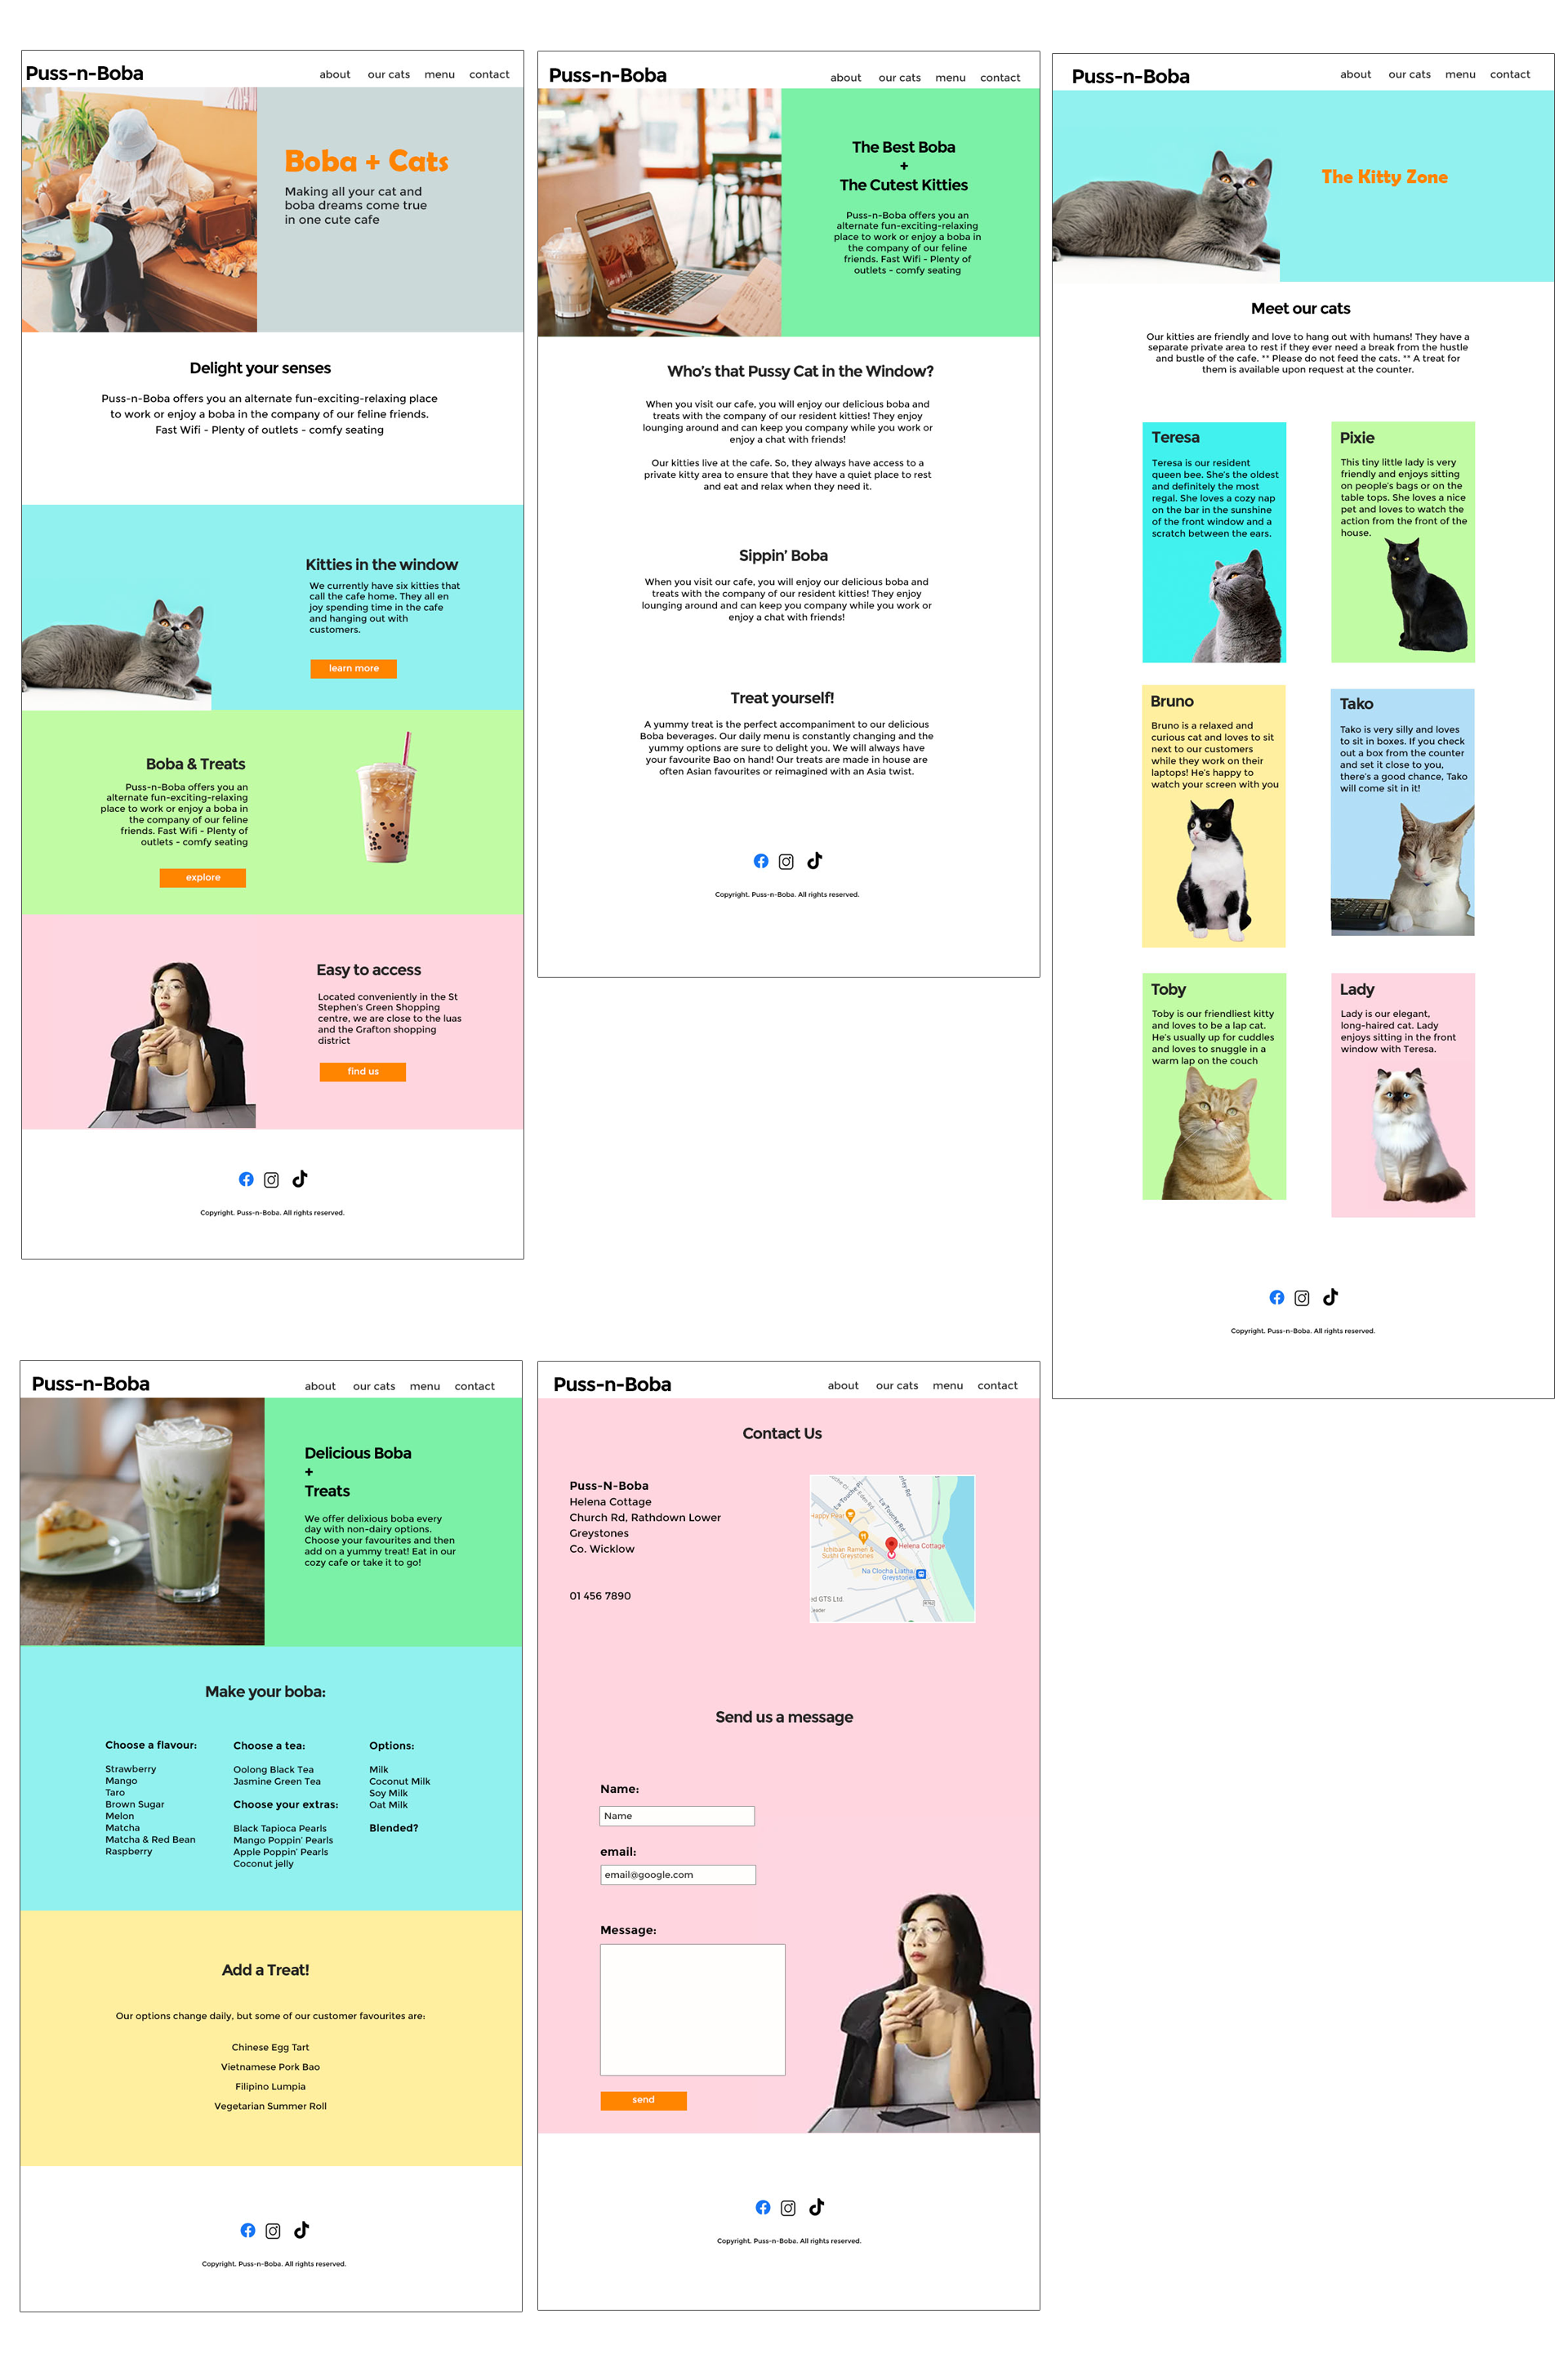 Puss-n-Boba
about our cats menu contact
Boba + Cats
Making all your cat and
boba dreams come true
in one cute cafe
Delight your senses
Puss-n-Boba offers you an alternate fun-exciting-relaxing place
to work or enjoy a boba in the company of our feline friends.
Fast Wifi - Plenty of outlets - comfy seating
Kitties in the window
We currently have six kitties that
call the cafe home. They all en
joy spending time in the cafe
and hanging out with
customers.
learn more
Boba & Treats
Puss-n-Boba offers you an
alternate fun-exciting-relaxing
place to work or enjoy a boba in
the company of our feline
friends. Fast Wifi - Plenty of
outlets - comfy seating
explore
Easy to access
Located conveniently in the St
Stephen's Green Shopping
centre, we are close to the luas
and the Grafton shopping
district
find us
Copyright. Puss-n-Boba. All rights reserved.
Puss-n-Boba
about our cats menu contact
The Best Boba
+
The Cutest Kitties
Puss-n-Boba offers you an
alternate fun-exciting-relaxing
place to work or enjoy a boba in
the company of our feline
friends. Fast Wifi - Plenty of
outlets - comfy seating
Who's that Pussy Cat in the Window?
When you visit our cafe, you will enjoy our delicious boba and
treats with the company of our resident kitties! They enjoy
lounging around and can keep you company while you work or
enjoy a chat with friends!
Our kitties live at the cafe. So, they always have access to a
private kitty area to ensure that they have a quiet place to rest
and eat and relax when they need it.
Sippin' Boba
When you visit our cafe, you will enjoy our delicious boba and
treats with the company of our resident kitties! They enjoy
lounging around and can keep you company while you work or
enjoy a chat with friends!
Treat yourself!
A yummy treat is the perfect accompaniment to our delicious
Boba beverages. Our daily menu is constantly changing and the
yummy options are sure to delight you. We will always have
your favourite Bao on hand! Our treats are made in house are
often Asian favourites or reimagined with an Asia twist.
Copyright. Puss-n-Boba. All rights reserved.
Puss-n-Boba
about our cats menu contact
The Kitty Zone
Meet our cats
Our kitties are friendly and love to hang out with humans! They have a
separate private area to rest if they ever need a break from the hustle
and bustle of the cafe. ** Please do not feed the cats. ** A treat for
them is available upon request at the counter.
Teresa
Teresa is our resident
queen bee. She's the oldest
and definitely the most
regal. She loves a cozy nap
on the bar in the sunshine
of the front window and a
scratch between the ears.
Pixie
This tiny little lady is very
friendly and enjoys sitting
on people's bags or on the
table tops. She loves a nice
pet and loves to watch the
action from the front of the
house.
Bruno
Bruno is a relaxed and
curious cat and loves to sit
next to our customers
while they work on their
laptops! He's happy to
watch your screen with you
Tako
Tako is very silly and loves
to sit in boxes. If you check
out a box from the counter
and set it close to you,
there's a good chance, Tako
will come sit in it!
Toby
Toby is our friendliest kitty
and loves to be a lap cat.
He's usually up for cuddles
and loves to snuggle in a
warm lap on the couch
Lady
Lady is our elegant,
long-haired cat. Lady
enjoys sitting in the front
window with Teresa.
Copyright. Puss-n-Boba. All rights reserved.
Puss-n-Boba
about our cats menu contact
Delicious Boba
+
Treats
We offer delixious boba every
day with non-dairy options.
Choose your favourites and then
add on a yummy treat! Eat in our
cozy cafe or take it to go!
Make your boba:
Choose a flavour:
Strawberry
Mango
Taro
Brown Sugar
Melon
Matcha
Matcha & Red Bean
Raspberry
Choose a tea:
Oolong Black Tea
Jasmine Green Tea
Choose your extras:
Black Tapioca Pearls
Mango Poppin' Pearls
Apple Poppin' Pearls
Coconut jelly
Options:
Milk
Coconut Milk
Soy Milk
Oat Milk
Blended?
Add a Treat!
Our options change daily, but some of our customer favourites are:
Chinese Egg Tart
Vietnamese Pork Bao
Filipino Lumpia
Vegetarian Summer Roll
Copyright. Puss-n-Boba. All rights reserved.
Puss-n-Boba
about our cats menu contact
Contact Us
Puss-N-Boba
Helena Cottage
Church Rd, Rathdown Lower
Greystones
Co. Wicklow
01 456 7890
La Touche Pl
Eden Rd
La Touche Rd
Happy Pear
Ichiban Ramen &
Sushi Greystones
Helena Cottage
Na Clocha Liatha/
Greystones
rd GTS Ltd.
Send us a message
Name:
Name
email:
email@google.com
Message:
send
Copyright. Puss-n-Boba. All rights reserved.